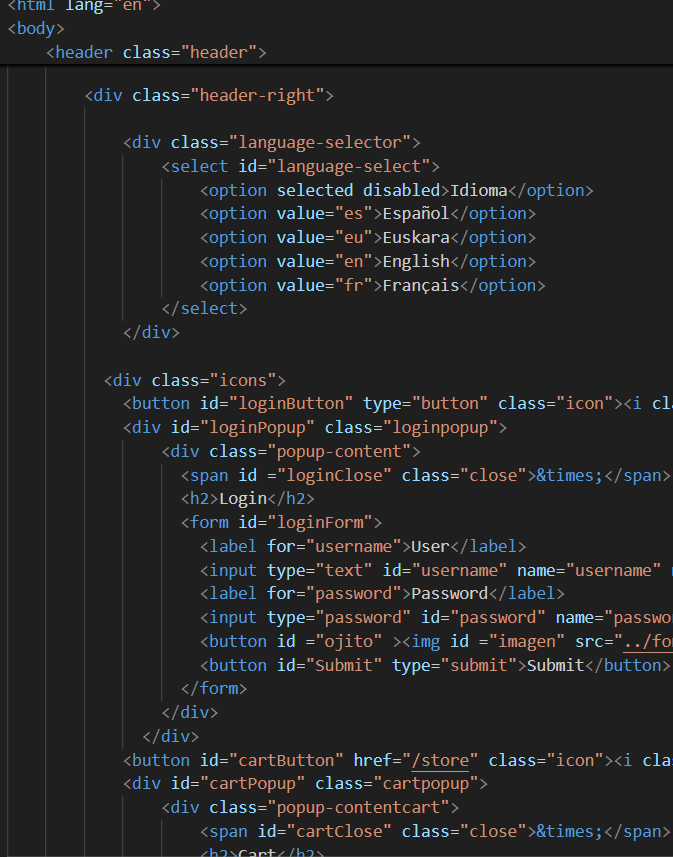 <html lang="en">
<body>
<header class="header">
<div class="header-right">
<div class="language-selector">
<select id="language-select">
<option selected disabled>Idioma</option>
<option value="es">Español</option>
<option value="eu">Euskara</option>
<option value="en">English</option>
<option value="fr">Français</option>
</select>
</div>
<div class="icons">
<button id="loginButton" type="button" class="icon"><i cl
<div id="loginPopup" class="loginpopup">
<div class="popup-content">
<span id ="loginClose" class="close">&times;</span>
<h2>Login</h2>
<form id="loginForm">
<label for="username">User</label>
<input type="text" id="username" name="username"
<label for="password">Password</label>
<input type="password" id="password" name="passwo
<button id ="ojito" ><img id ="imagen" src="../fo
<button id="Submit" type="submit">Submit</button>
</form>
</div>
</div>
<button id="cartButton" href="/store" class="icon"><i cla
<div id="cartPopup" class="cartpopup">
<div class="popup-contentcart">
<span id="cartClose" class="close">&times;</span>
<h2>Cart</h2>